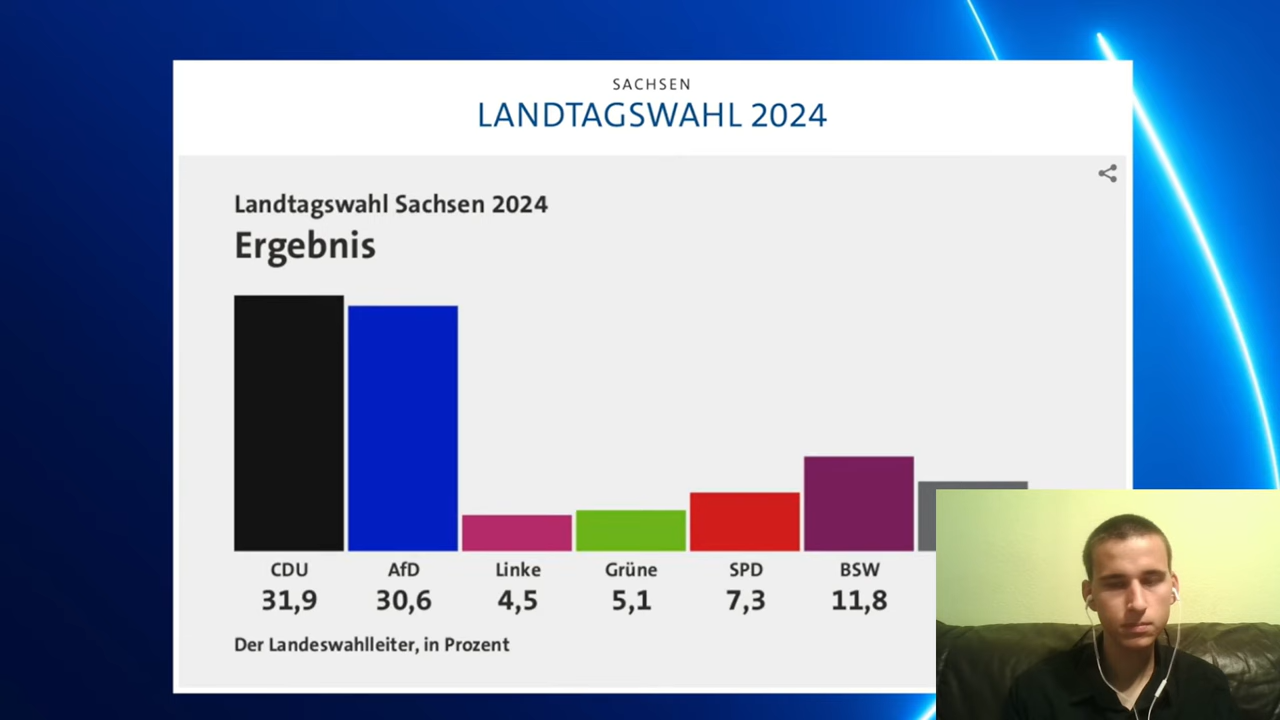 SACHSEN
LANDTAGSWAHL 2024
Landtagswahl Sachsen 2024
Ergebnis
CDU AfD Linke Grüne SPD BSW
31,9 30,6 4,5 5,1 7,3 11,8
Der Landeswahlleiter, in Prozent